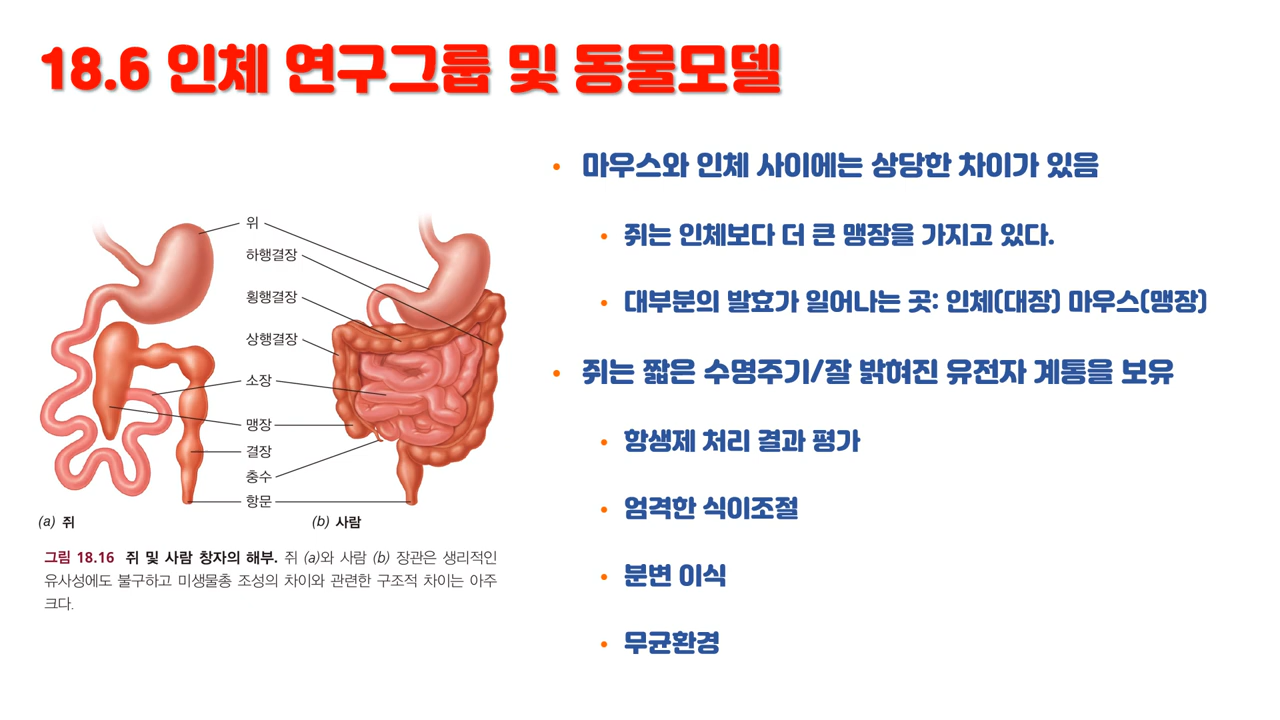 18.6 인체 연구그룹 및 동물모델
위
하행결장
횡행결장
상행결장
소장
맹장
결장
충수
항문
(a) 쥐
(b) 사람
그림 18.16 쥐 및 사람 창자의 해부. 쥐 (a)와 사람 (b) 장관은 생리적인
유사성에도 불구하고 미생물총 조성의 차이와 관련한 구조적 차이는 아주
크다.
• 마우스와 인체 사이에는 상당한 차이가 있음
• 쥐는 인체보다 더 큰 맹장을 가지고 있다.
• 대부분의 발효가 일어나는 곳: 인체(대장) 마우스(맹장)
• 쥐는 짧은 수명주기/잘 밝혀진 유전자 계통을 보유
• 항생제 처리 결과 평가
• 엄격한 식이조절
• 분변 이식
• 무균환경